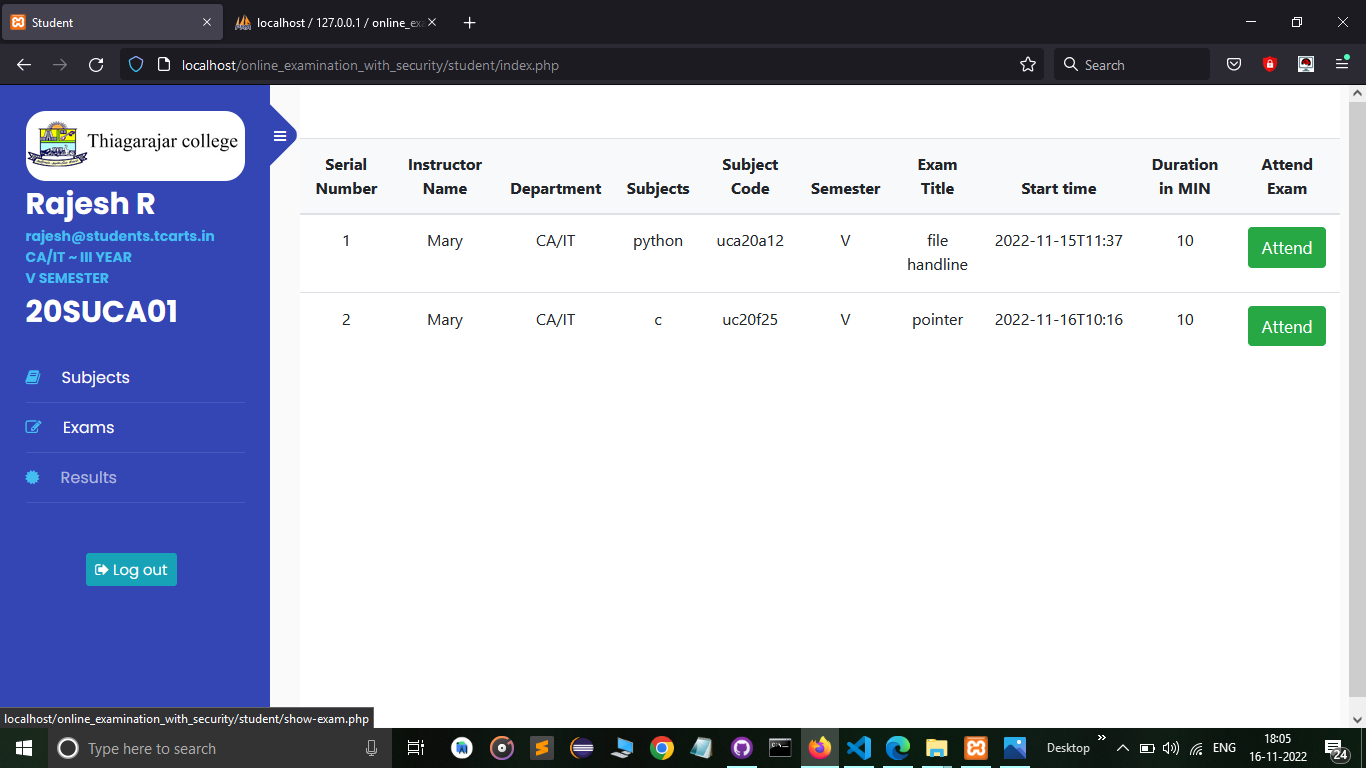 Student
localhost / 127.0.0.1 / online_exa
localhost/online_examination_with_security/student/index.php
Search
Thiagarajar college
Rajesh R
rajesh@students.tcarts.in
CA/IT ~ III YEAR
V SEMESTER
20SUCA01
Subjects
Exams
Results
Log out
Serial Number Instructor Name Department Subjects Subject Code Semester Exam Title Start time Duration in MIN Attend Exam
1 Mary CA/IT python uca20a12 V file handline 2022-11-15T11:37 10 Attend
2 Mary CA/IT c uc20f25 V pointer 2022-11-16T10:16 10 Attend
localhost/online_examination_with_security/student/show-exam.php
Type here to search
Desktop
ENG
18:05
16-11-2022
24